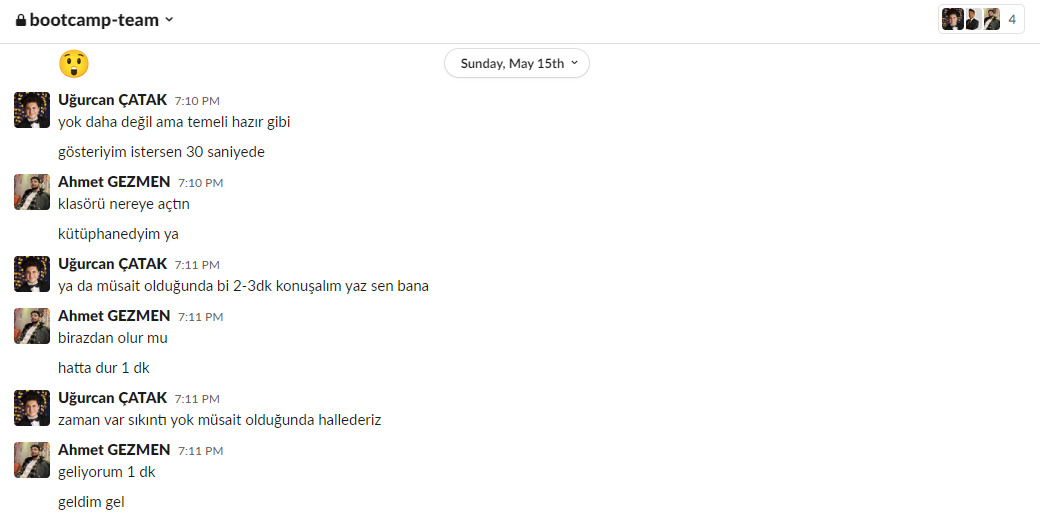 bootcamp-team
4
Sunday, May 15th
Uğurcan ÇATAK 7:10 PM
yok daha değil ama temeli hazır gibi
gösteriyim istersen 30 saniyede
Ahmet GEZMEN 7:10 PM
klasörü nereye açtın
kütüphanedyim ya
Uğurcan ÇATAK 7:11 PM
ya da müsait olduğunda bi 2-3dk konuşalım yaz sen bana
Ahmet GEZMEN 7:11 PM
birazdan olur mu
hatta dur 1 dk
Uğurcan ÇATAK 7:11 PM
zaman var sıkıntı yok müsait olduğunda hallederiz
Ahmet GEZMEN 7:11 PM
geliyorum 1 dk
geldim gel